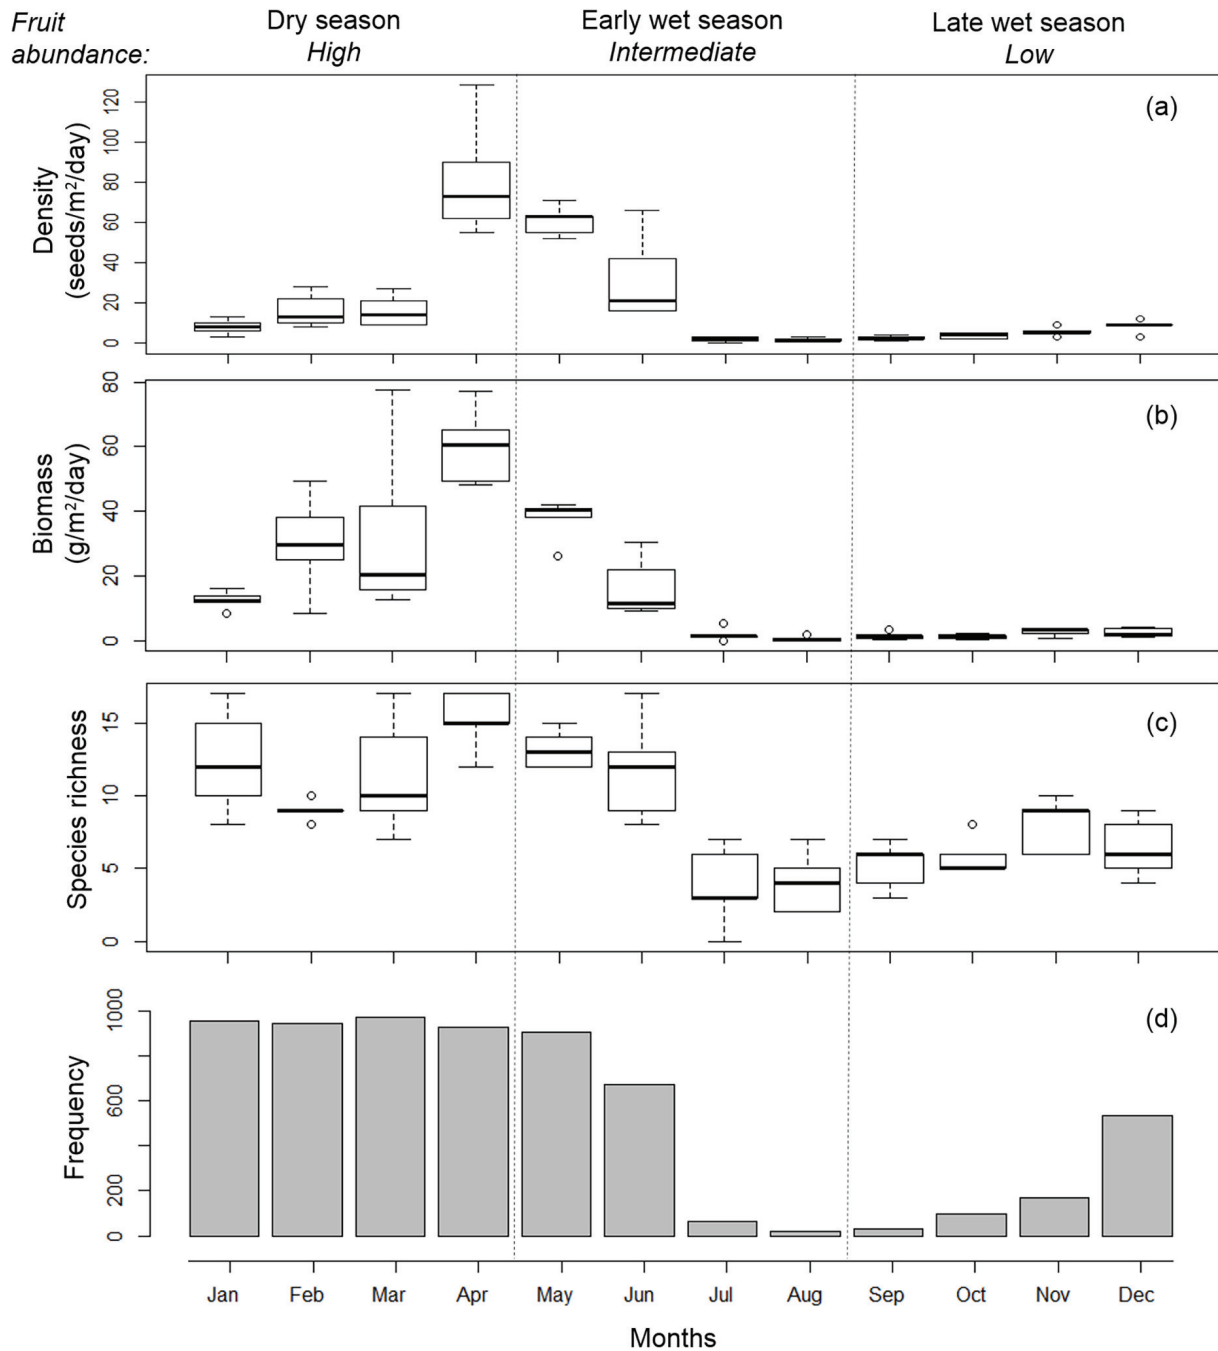 Fruit abundance:
Dry season
High
Early wet season
Intermediate
Late wet season
Low
(a)
Density
(seeds/m²/day)
120
100
80
60
40
20
0
(b)
Biomass
(g/m²/day)
80
60
40
20
0
(c)
Species richness
15
10
5
0
(d)
Frequency
1000
600
200
0
Jan Feb Mar Apr May Jun Jul Aug Sep Oct Nov Dec
Months